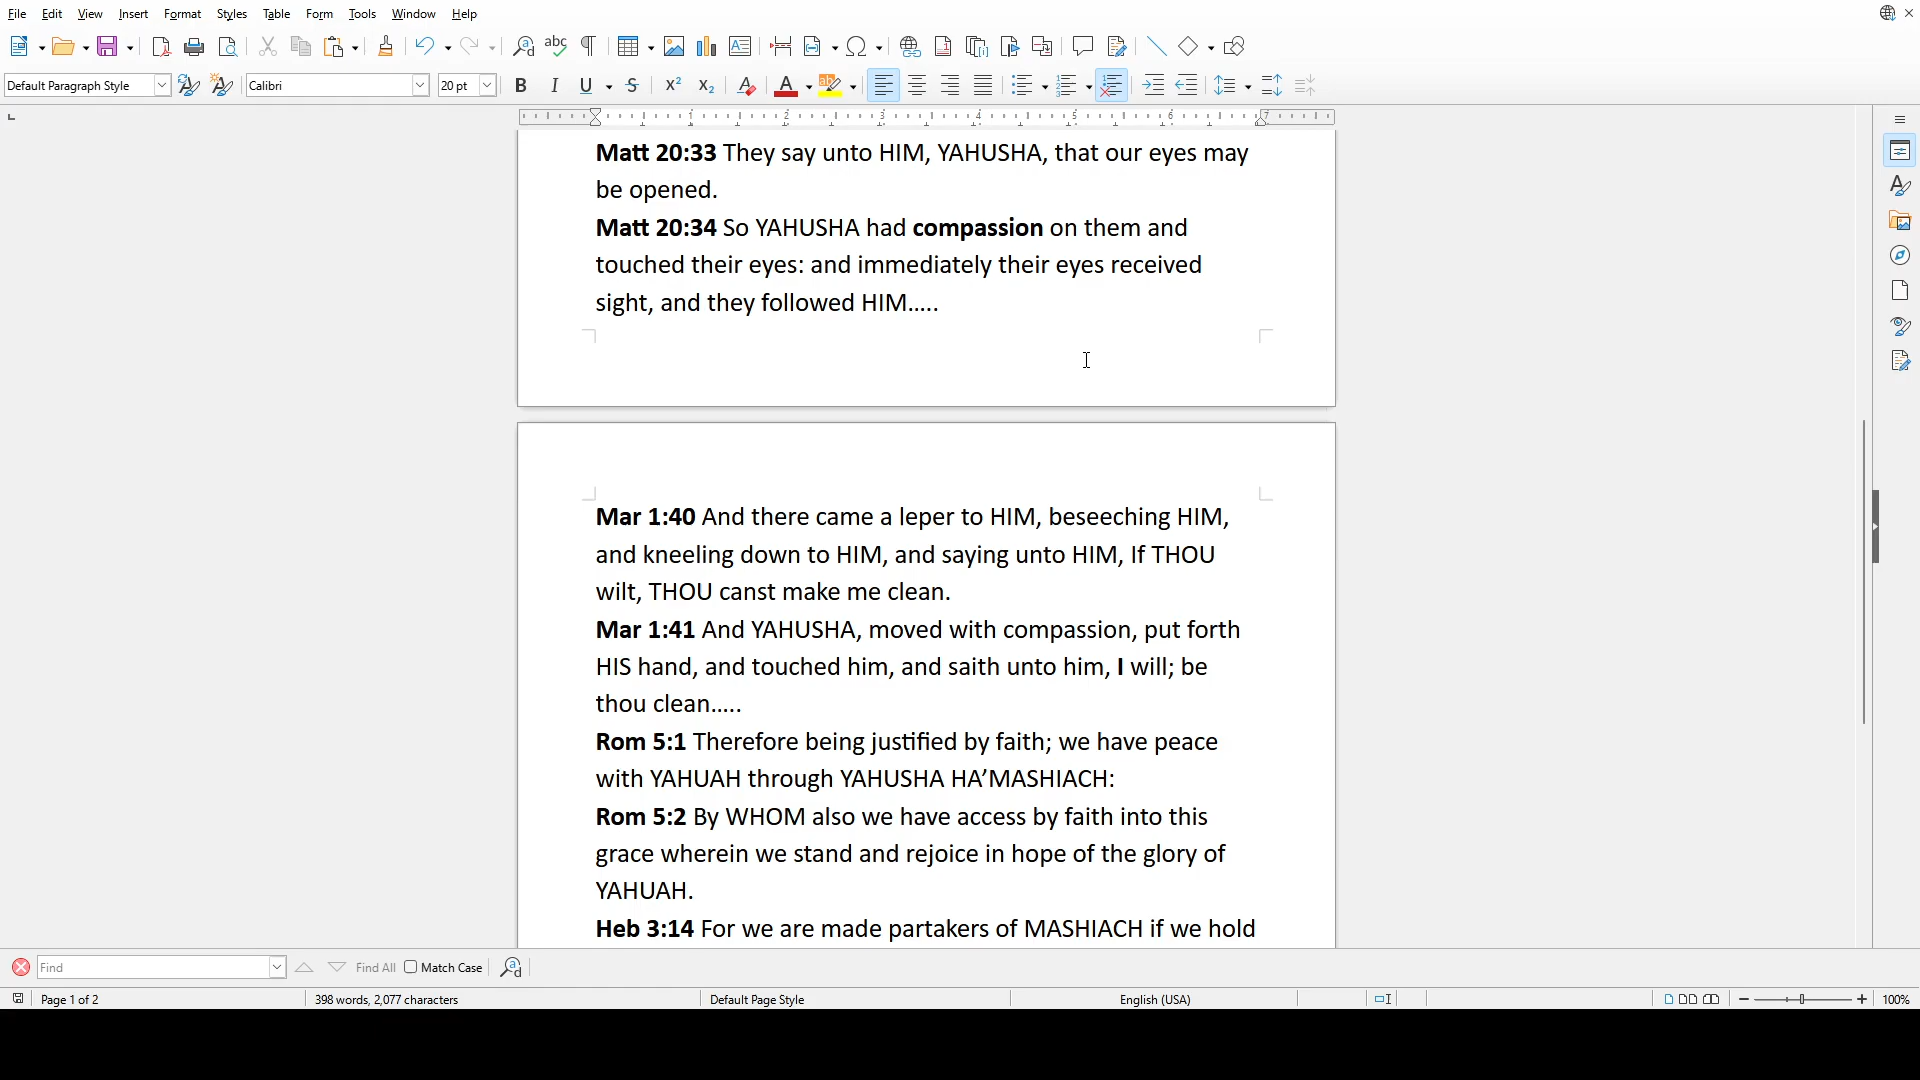 File Edit View Insert Format Styles Table Form Tools Window Help
Default Paragraph Style Calibri 20 pt
1 2 3 4 5 6 7
Matt 20:33 They say unto HIM, YAHUSHA, that our eyes may
be opened.
Matt 20:34 So YAHUSHA had compassion on them and
touched their eyes: and immediately their eyes received
sight, and they followed HIM.....
Mar 1:40 And there came a leper to HIM, beseeching HIM,
and kneeling down to HIM, and saying unto HIM, If THOU
wilt, THOU canst make me clean.
Mar 1:41 And YAHUSHA, moved with compassion, put forth
HIS hand, and touched him, and saith unto him, I will; be
thou clean.....
Rom 5:1 Therefore being justified by faith; we have peace
with YAHUAH through YAHUSHA HA’MASHIACH:
Rom 5:2 By WHOM also we have access by faith into this
grace wherein we stand and rejoice in hope of the glory of
YAHUAH.
Heb 3:14 For we are made partakers of MASHIACH if we hold
Find Find All Match Case
Page 1 of 2 398 words, 2,077 characters Default Page Style English (USA) 100%